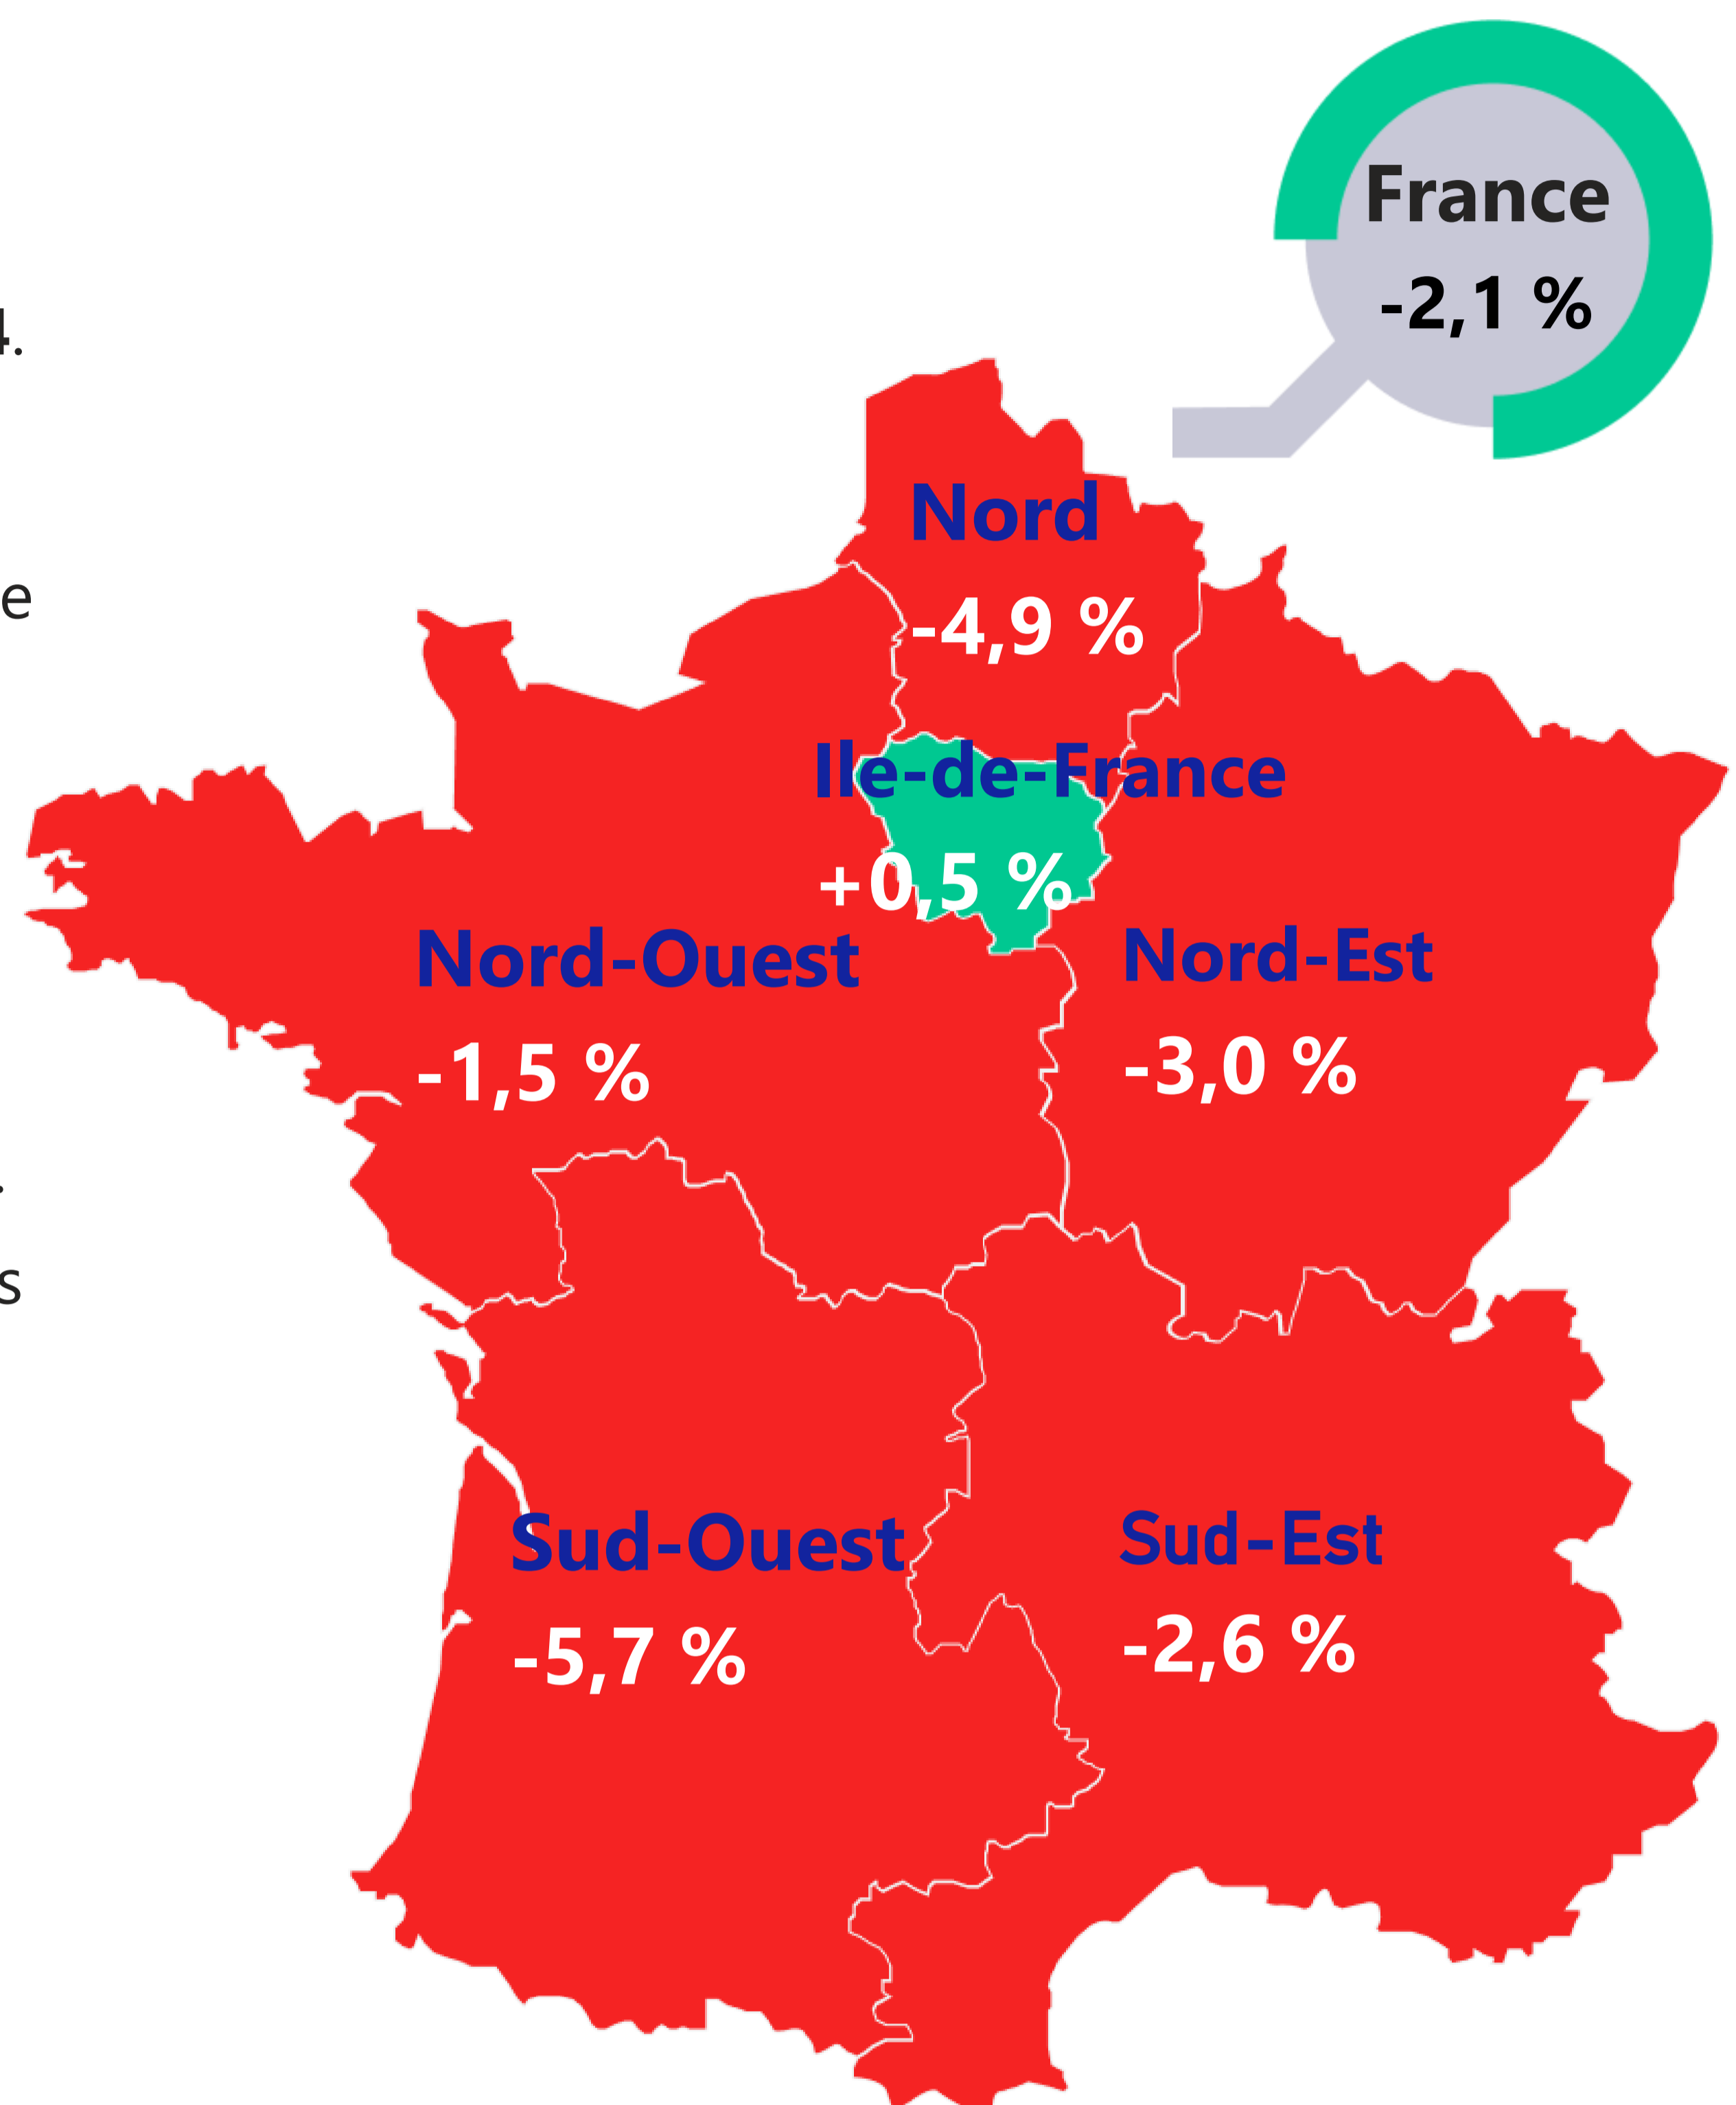 France
-2,1 %
4.
Nord
e
-4,9 %
Ile-de-France
+0,5 %
Nord-Ouest
Nord-Est
-1,5 %
-3,0 %
.
s
Sud-Ouest
Sud-Est
-5,7 %
-2,6 %